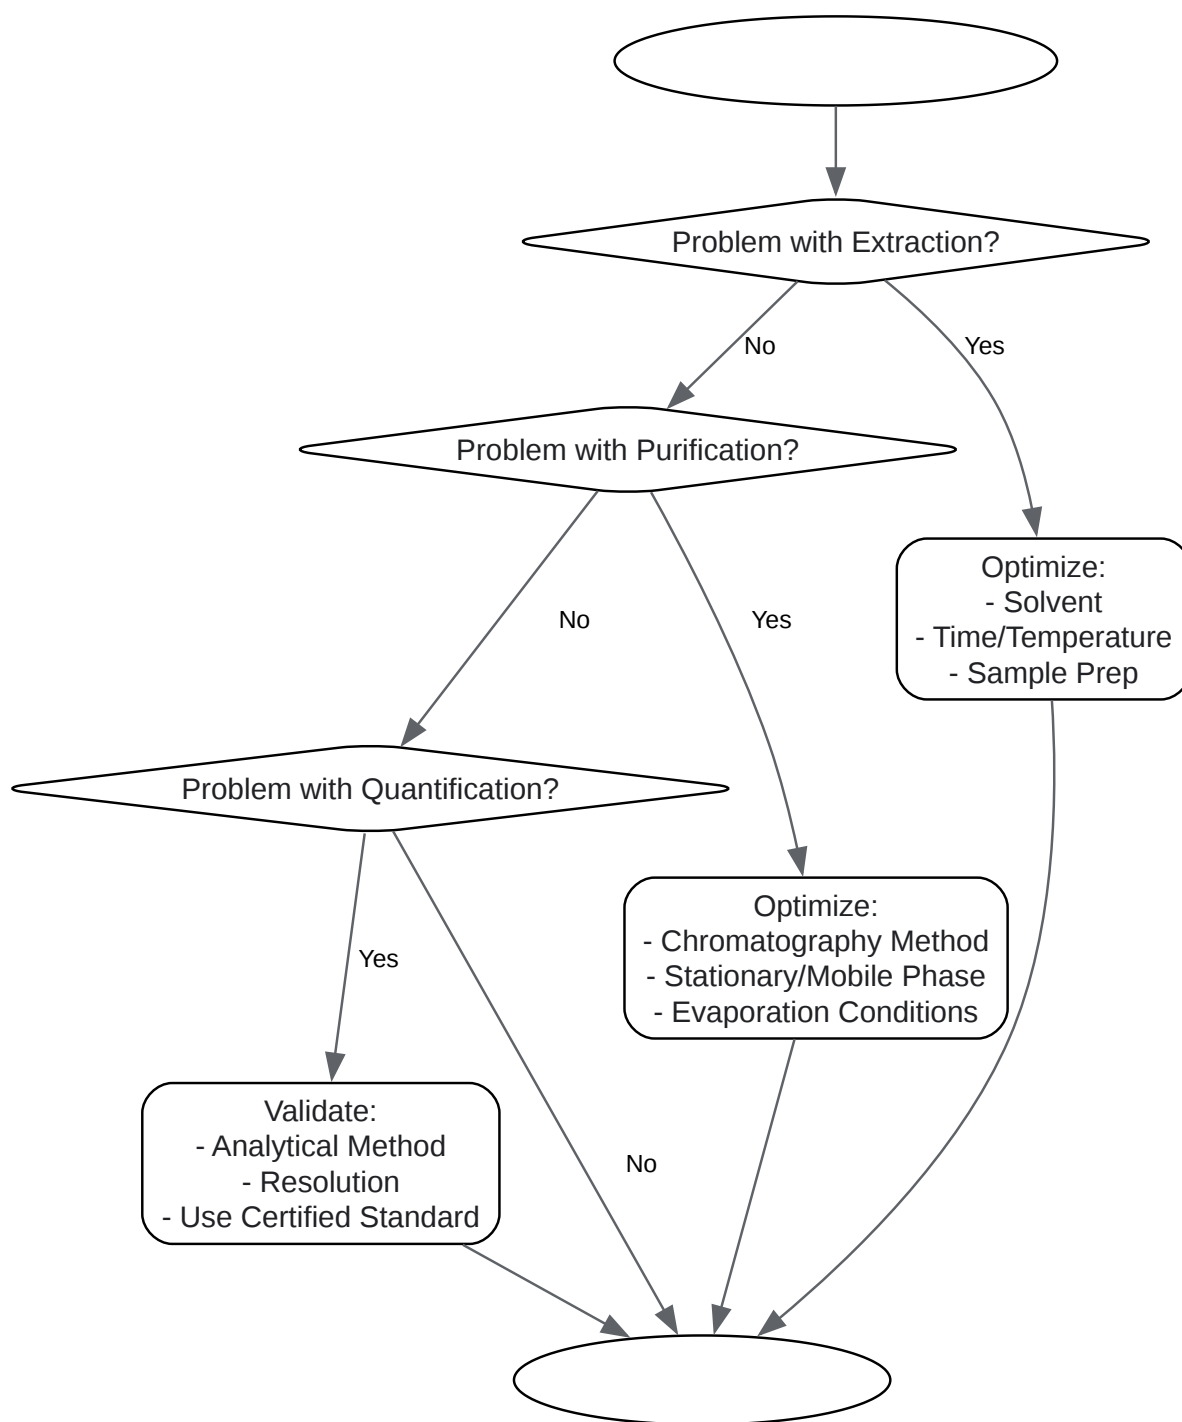 Problem with Extraction?
No
Yes
Problem with Purification?
Optimize:
- Solvent
- Time/Temperature
- Sample Prep
No
Yes
Problem with Quantification?
Optimize:
- Chromatography Method
- Stationary/Mobile Phase
- Evaporation Conditions
Yes
Validate:
- Analytical Method
- Resolution
- Use Certified Standard
No